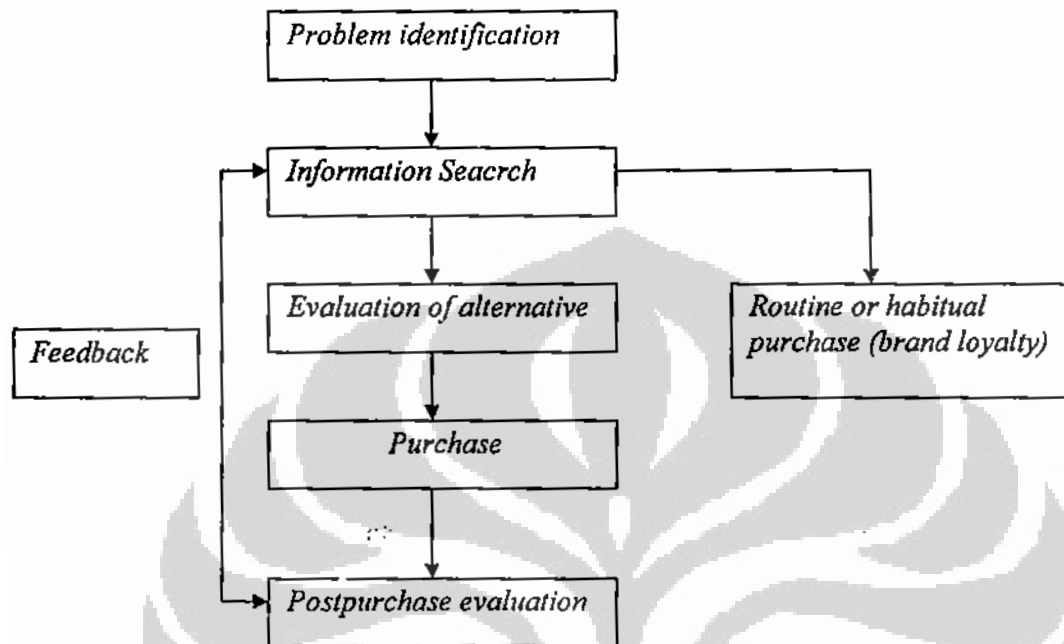 Problem identification
Information Seacrch
Evaluation of alternative
Routine or habitual
purchase (brand loyalty)
Feedback
Purchase
Postpurchase evaluation